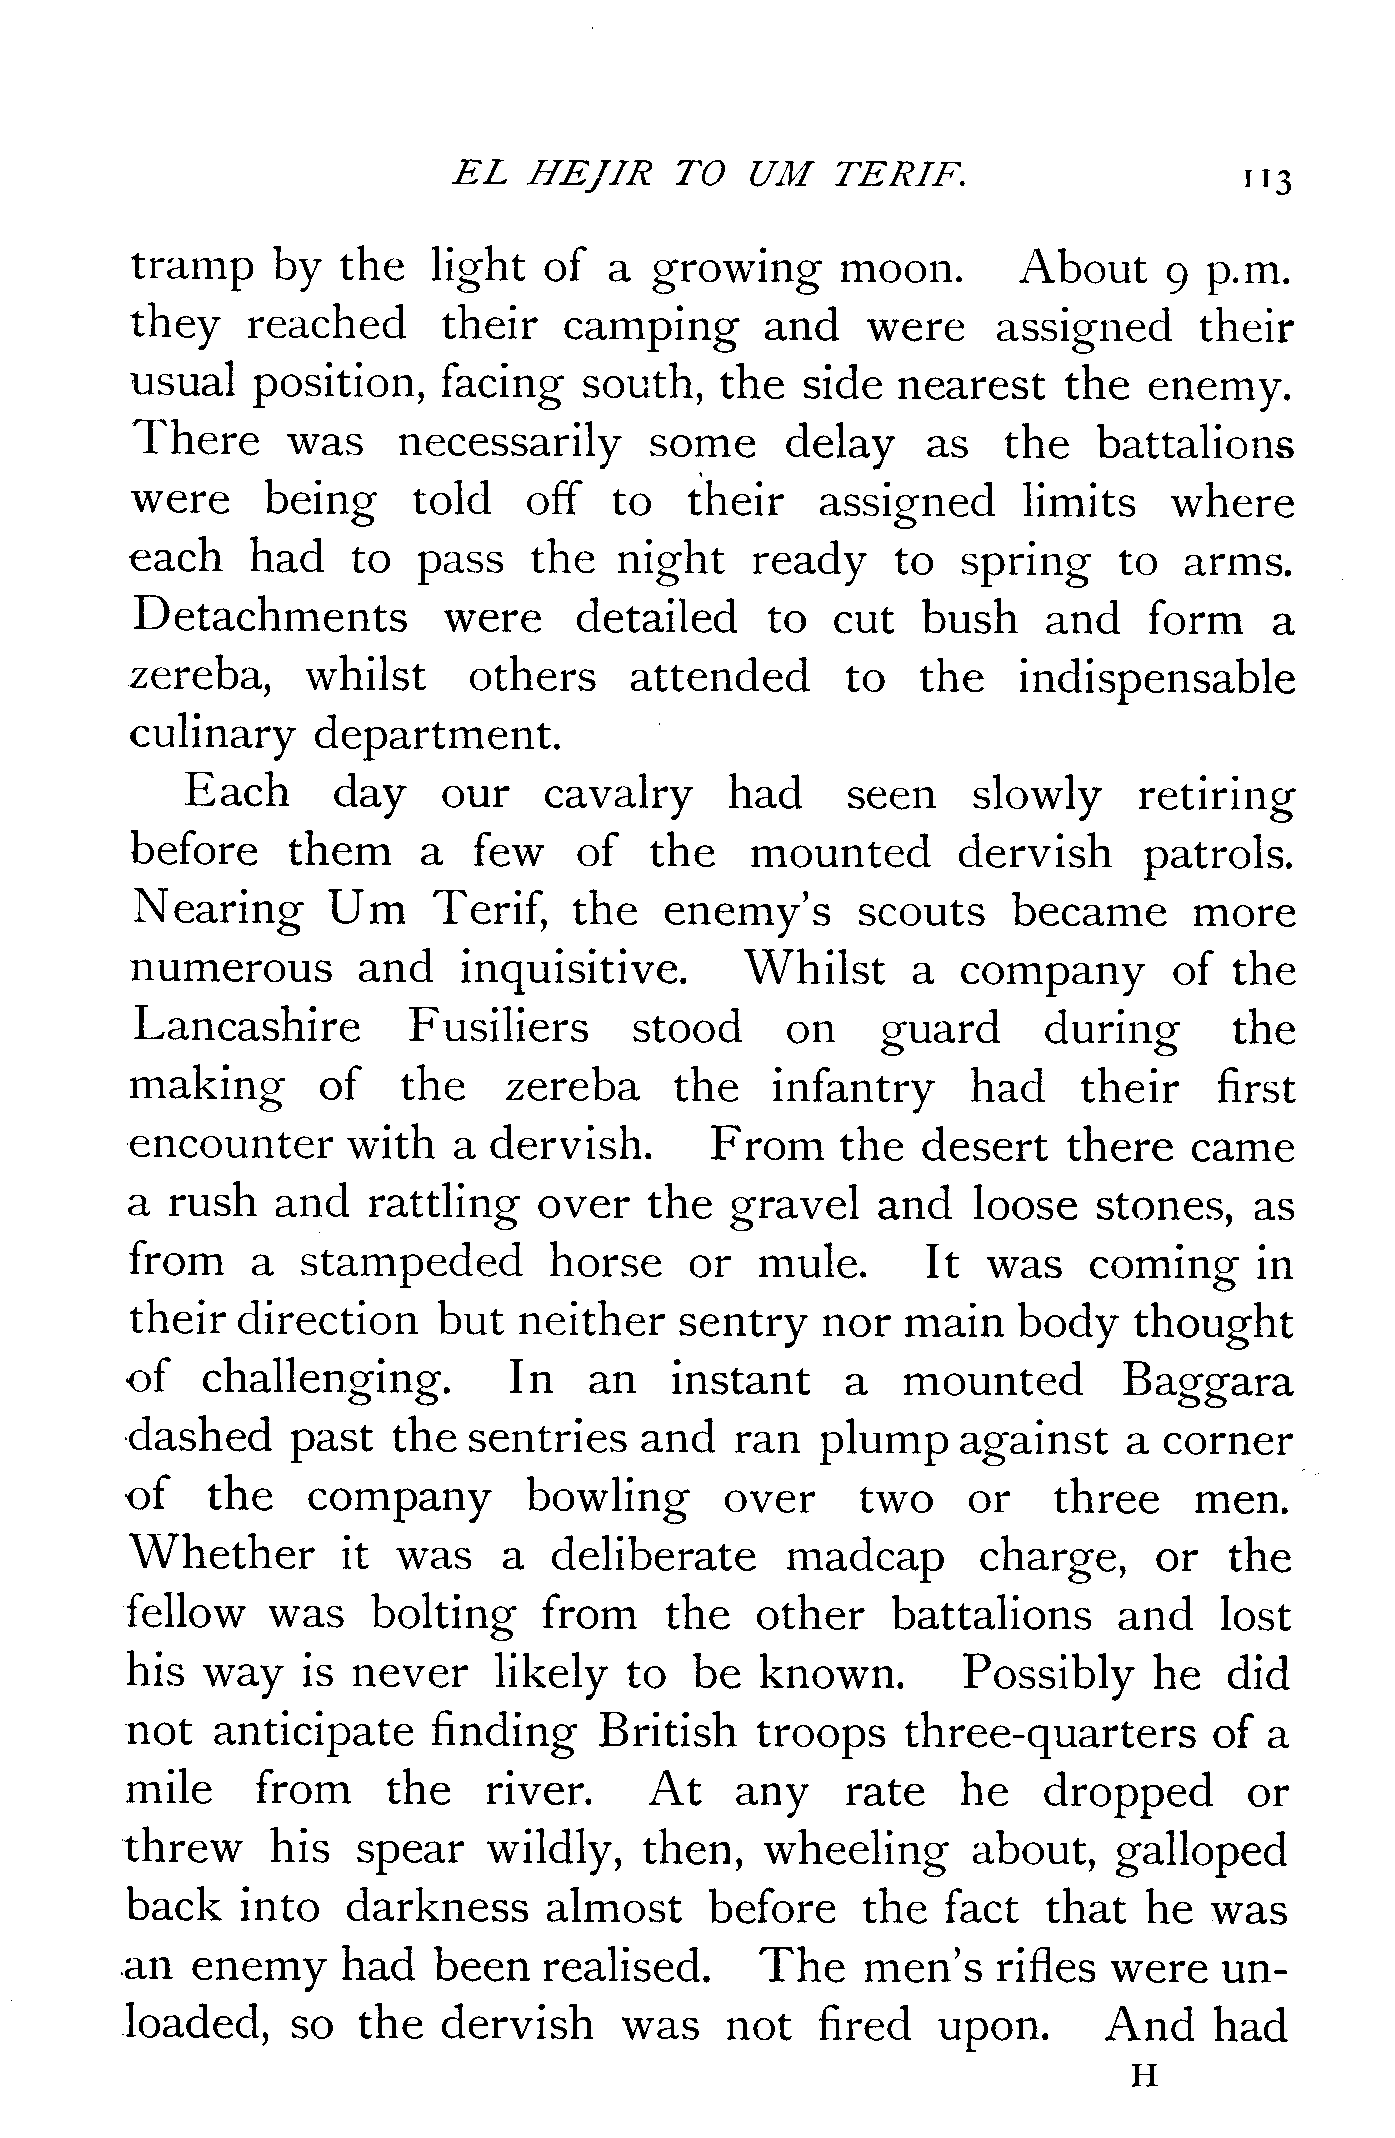 EL HEJIR TO UM TERIF. 113
tramp by the light of a growing moon. About 9 p.m.
they reached their camping and were assigned their
usual position, facing south, the side nearest the enemy.
There was necessarily some delay as the battalions
were being told off to their assigned limits where
each had to pass the night ready to spring to arms.
Detachments were detailed to cut bush and form a
zereba, whilst others attended to the indispensable
culinary department.
Each day our cavalry had seen slowly retiring
before them a few of the mounted dervish patrols.
Nearing Um Terif, the enemy's scouts became more
numerous and inquisitive. Whilst a company of the
Lancashire Fusiliers stood on guard during the
making of the zereba the infantry had their first
encounter with a dervish. From the desert there came
a rush and rattling over the gravel and loose stones, as
from a stampeded horse or mule. It was coming in
their direction but neither sentry nor main body thought
of challenging. In an instant a mounted Baggara
dashed past the sentries and ran plump against a corner
of the company bowling over two or three men.
Whether it was a deliberate madcap charge, or the
fellow was bolting from the other battalions and lost
his way is never likely to be known. Possibly he did
not anticipate finding British troops three-quarters of a
mile from the river. At any rate he dropped or
threw his spear wildly, then, wheeling about, galloped
back into darkness almost before the fact that he was
an enemy had been realised. The men's rifles were un-
loaded, so the dervish was not fired upon. And had
H